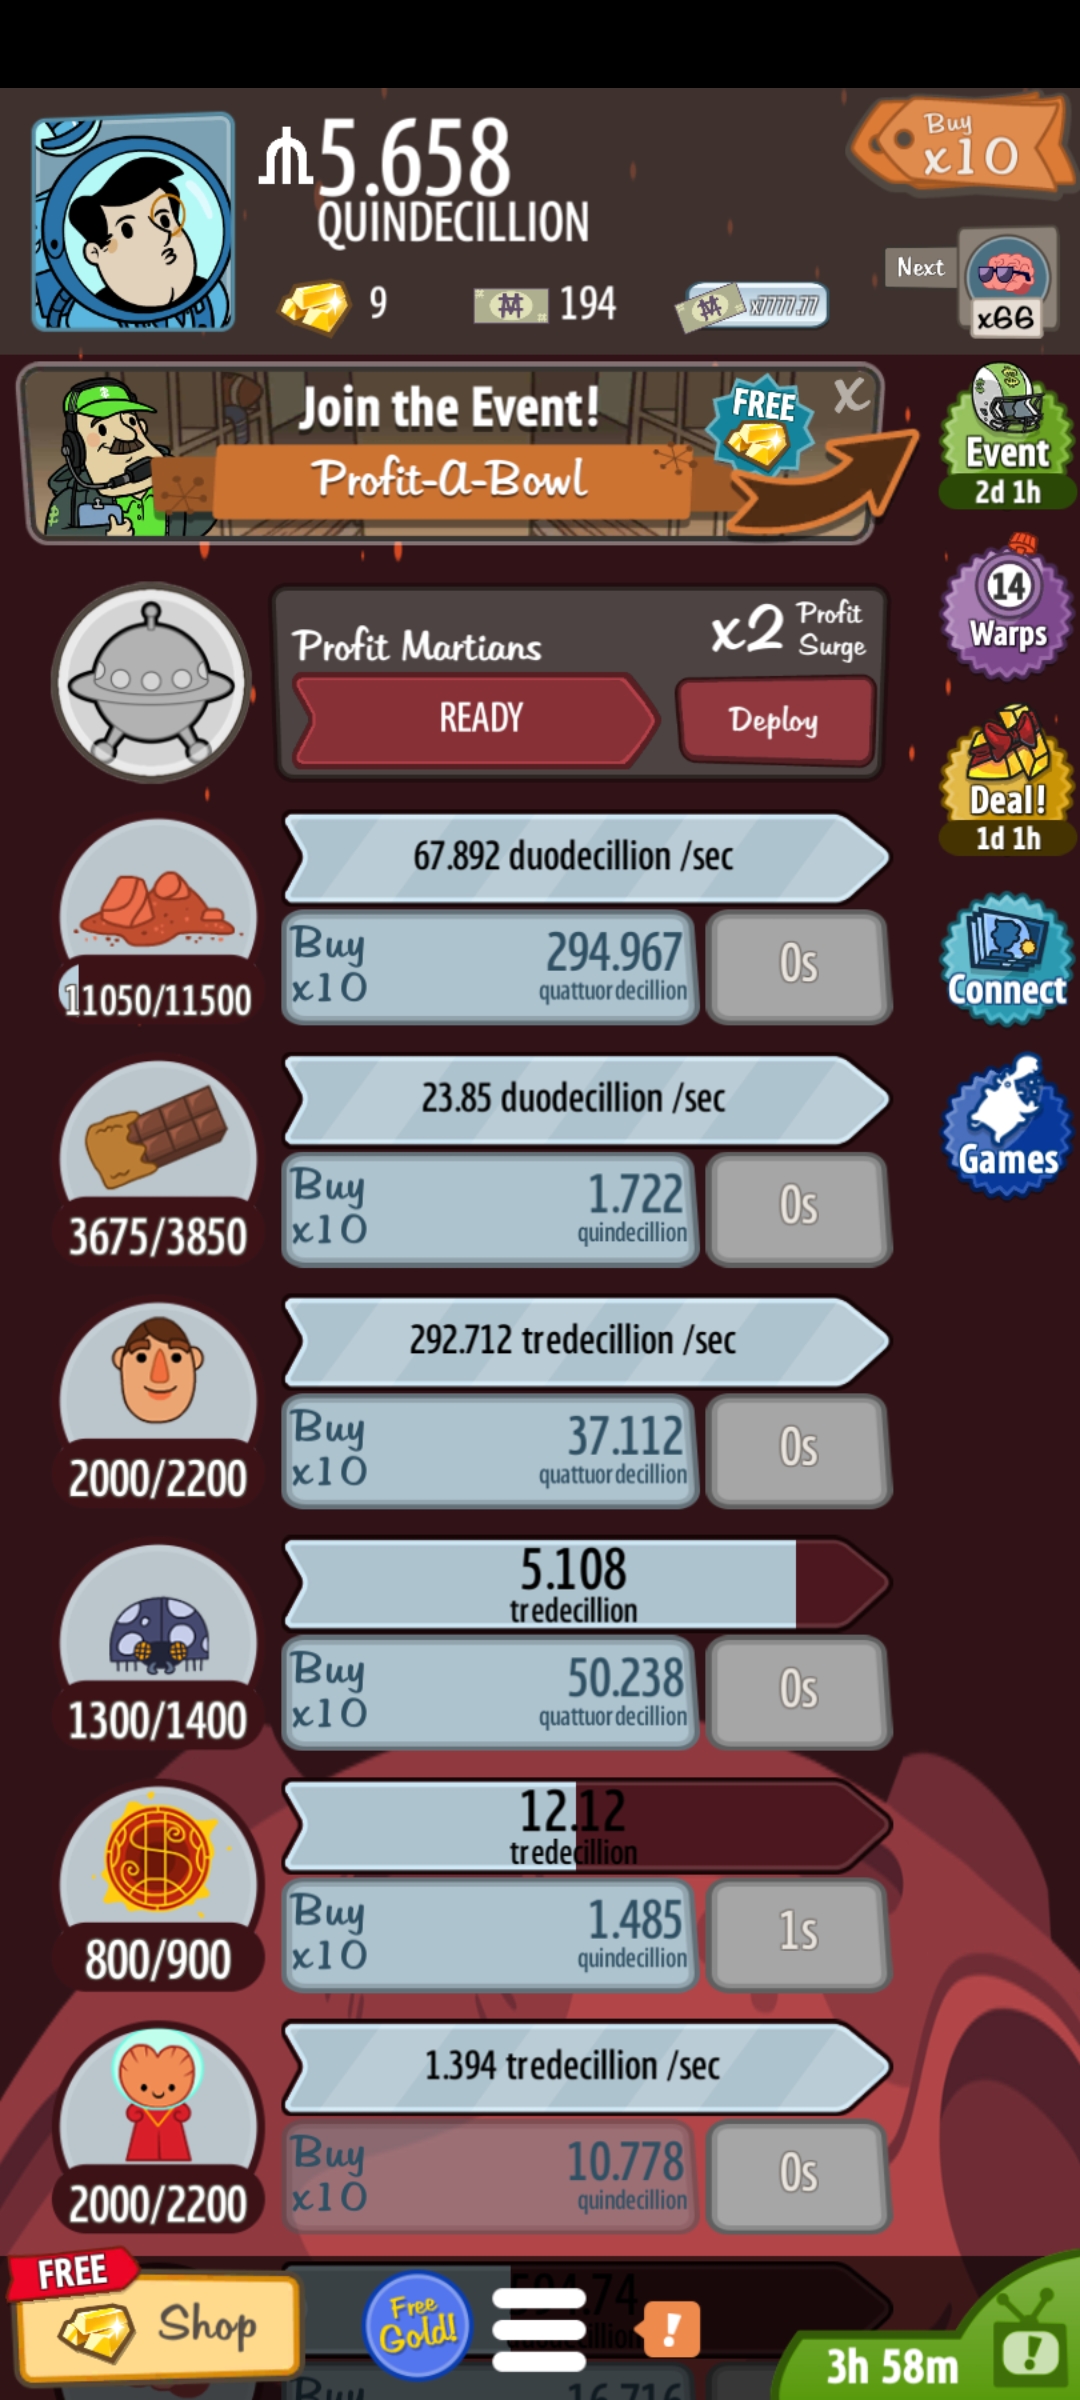 5.658
QUINDECILLION
Buy
x10
9
194
x7777.77
Next
x66
Join the Event!
Profit-A-Bowl
FREE
X
Event
2d 1h
Profit Martians
x2 Profit
Surge
READY
Deploy
14
Warps
Deal!
1d 1h
67.892 duodecillion /sec
Buy
x10
294.967
quattuordecillion
0s
11050/11500
Connect
23.85 duodecillion /sec
Buy
x10
1.722
quindecillion
0s
3675/3850
Games
292.712 tredecillion /sec
Buy
x10
37.112
quattuordecillion
0s
2000/2200
5.108
tredecillion
Buy
x10
50.238
quattuordecillion
0s
1300/1400
12.12
tredecillion
Buy
x10
1.485
quindecillion
1s
800/900
1.394 tredecillion /sec
Buy
x10
10.778
quindecillion
0s
2000/2200
FREE
Shop
Free
Gold!
!
3h 58m
!
Buy
16.716